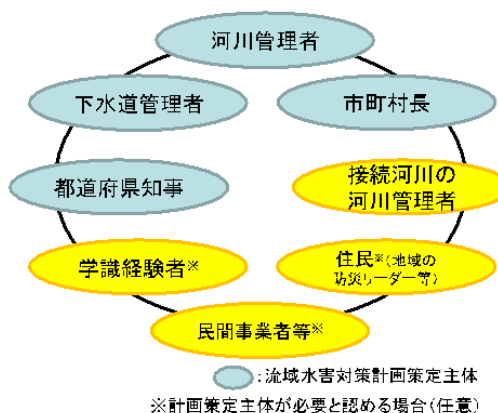 河川管理者
下水道管理者
市町村長
都道府県知事
接続河川の
河川管理者
学識経験者※
住民※(地域の
防災リーダー等)
民間事業者等※
:流域水害対策計画策定主体
※計画策定主体が必要と認める場合(任意)